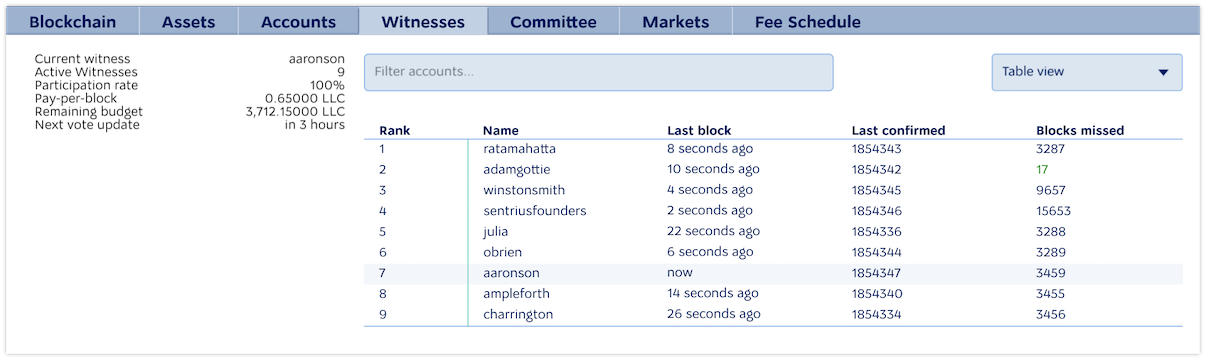 Blockchain Assets Accounts Witnesses Committee Markets Fee Schedule
Current witness aaronson
Active Witnesses 9
Participation rate 100%
Pay-per-block 0.65000 LLC
Remaining budget 3,712.15000 LLC
Next vote update in 3 hours
Filter accounts... Table view
Rank Name Last block Last confirmed Blocks missed
1 ratamahatta 8 seconds ago 1854343 3287
2 adamgottie 10 seconds ago 1854342 17
3 winstonsmith 4 seconds ago 1854345 9657
4 sentriusfounders 2 seconds ago 1854346 15653
5 julia 22 seconds ago 1854336 3288
6 obrien 6 seconds ago 1854344 3289
7 aaronson now 1854347 3459
8 ampleforth 14 seconds ago 1854340 3455
9 charrington 26 seconds ago 1854334 3456